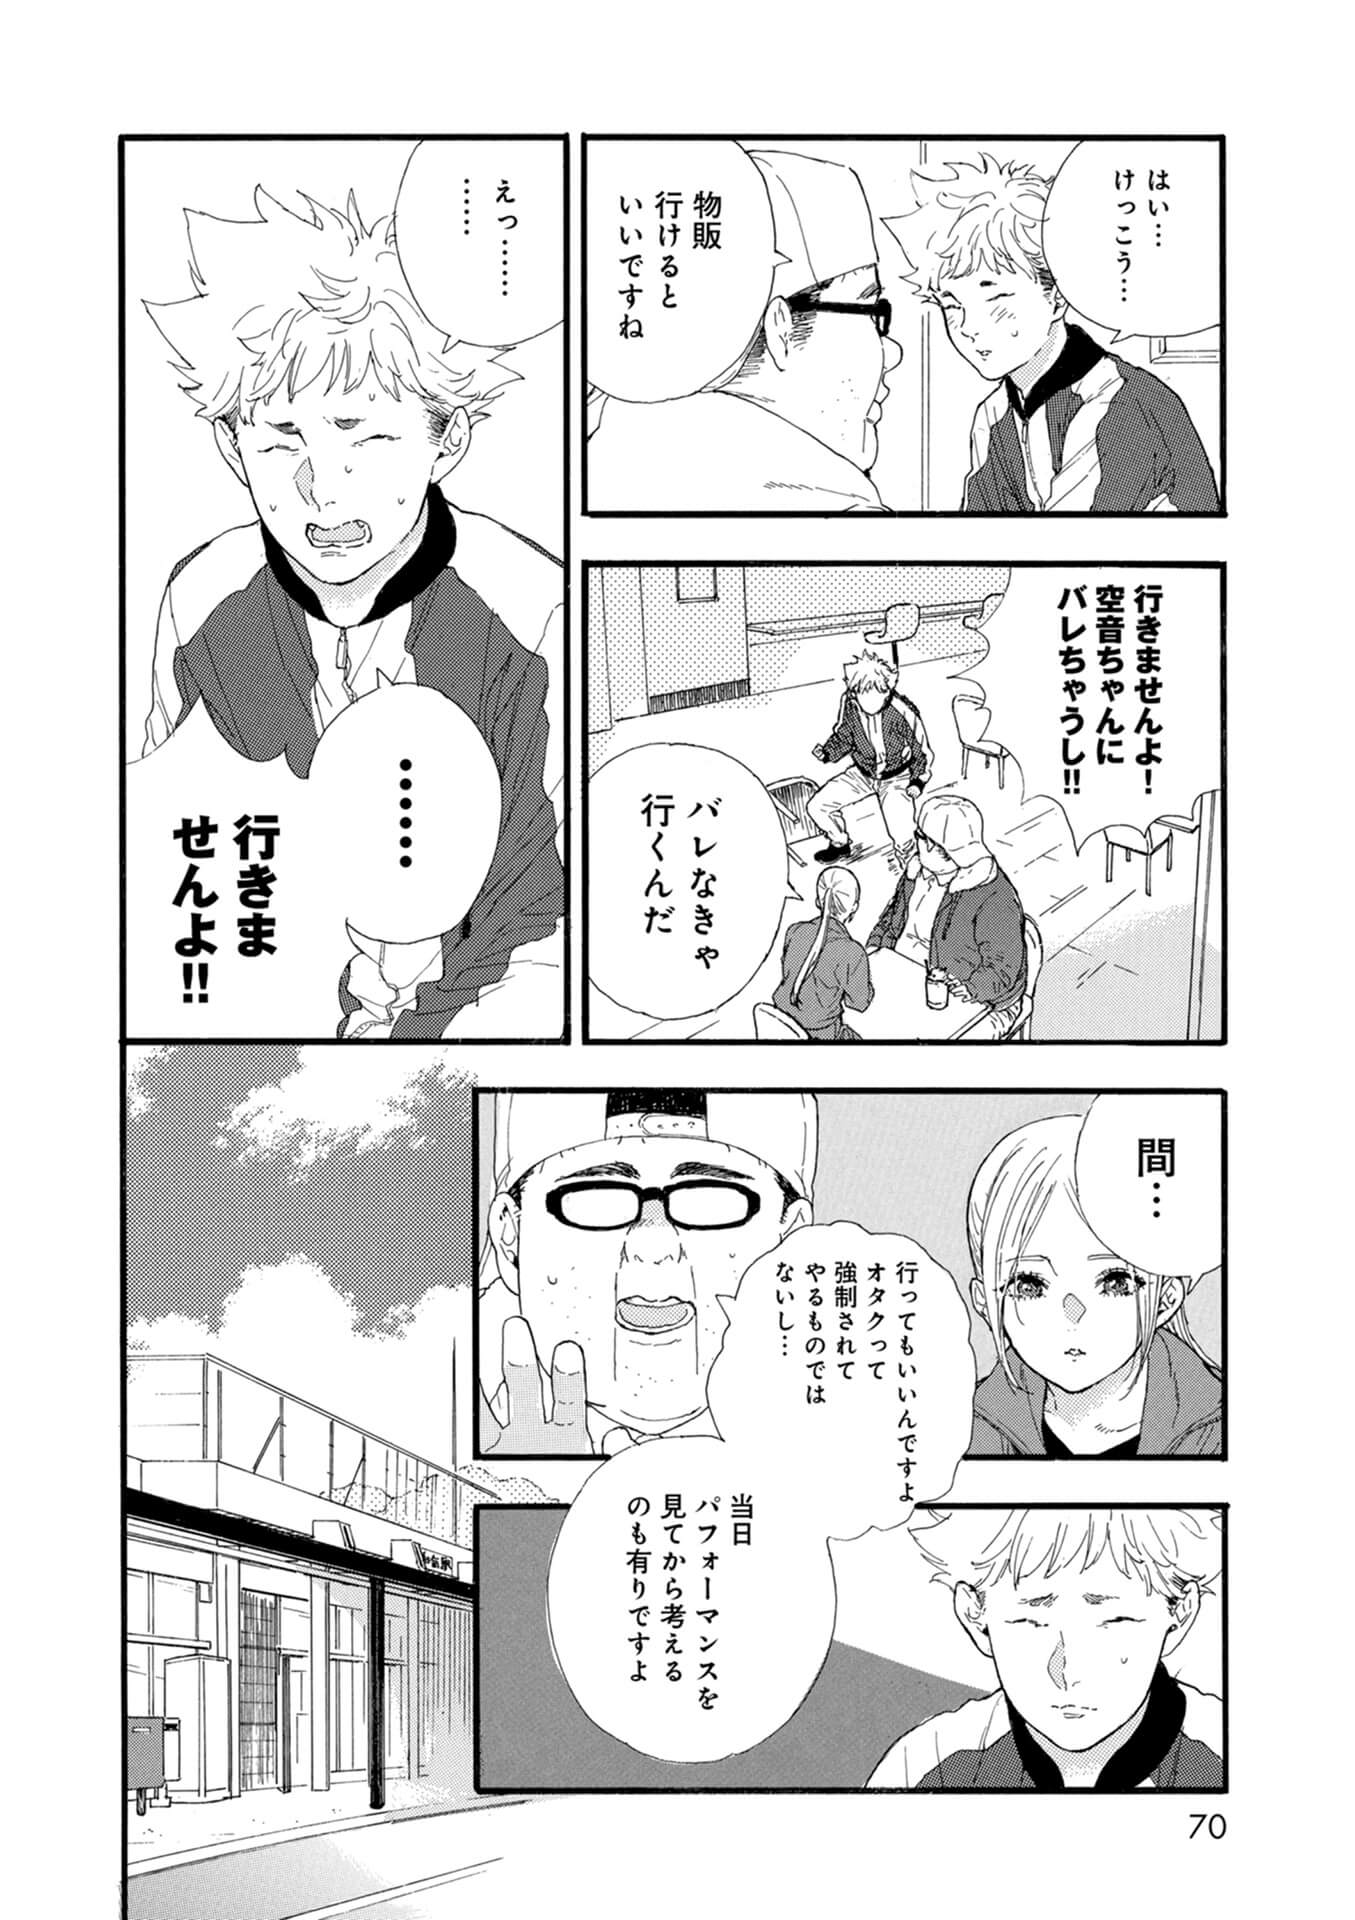 はい…
けっこう…
物販
行けると
いいですね
えっ……
……
……
行きま
せんよ!!
行きませんよ!
空音ちゃんに
バレちゃうし!!
バレなきゃ
行くんだ
間…
行ってもいいんですよ
オタクって
強制されて
やるものでは
ないし…
当日
パフォーマンスを
見てから考える
のも有りですよ
70